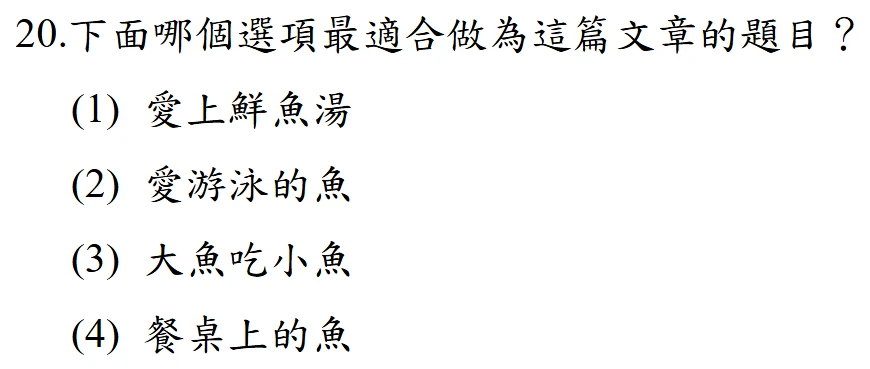 20.下面哪個選項最適合做為這篇文章的題目？
(1) 愛上鮮魚湯
(2) 愛游泳的魚
(3) 大魚吃小魚
(4) 餐桌上的魚